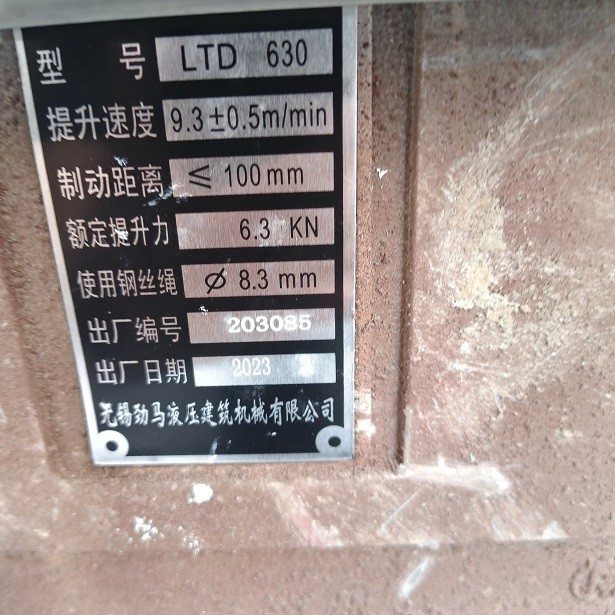 型 号 LTD 630
提升速度 9.3±0.5m/min
制动距离 ≤ 100mm
额定提升力 6.3 KN
使用钢丝绳 Ø 8.3 mm
出厂编号 203085
出厂日期 2023
无锡劲马液压建筑机械有限公司